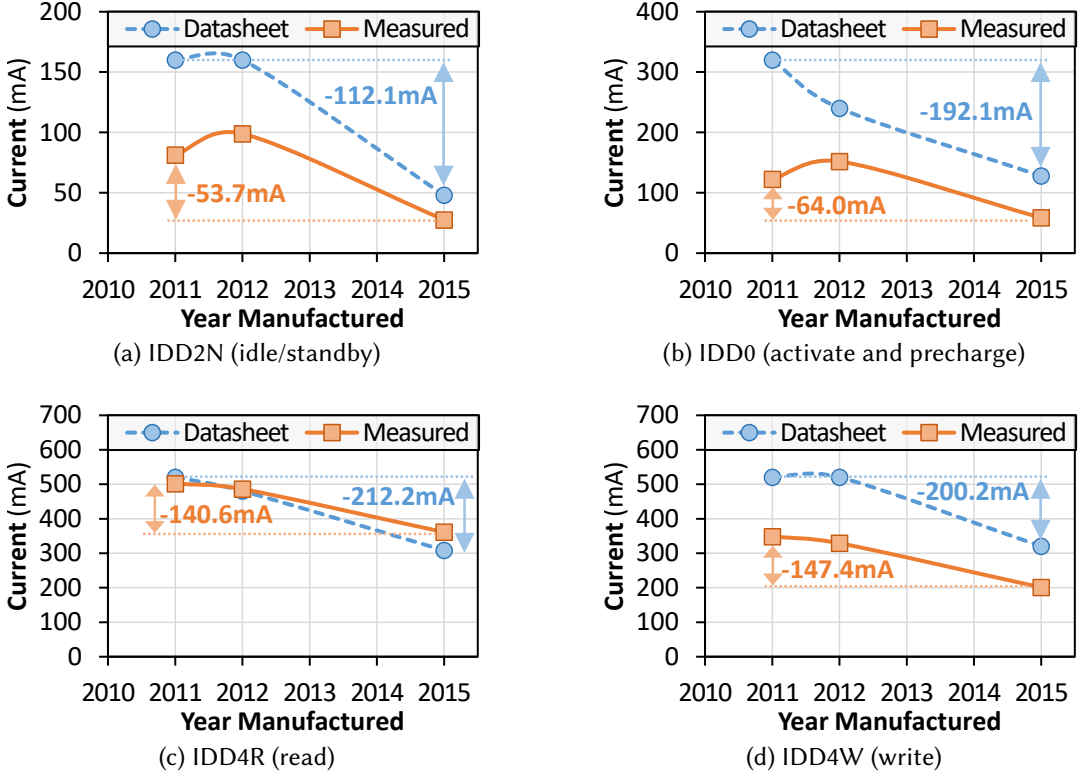 200
150
100
50
0
Current (mA)
Datasheet Measured
-112.1mA
-53.7mA
2010 2011 2012 2013 2014 2015
Year Manufactured
(a) IDD2N (idle/standby)
400
300
200
100
0
Current (mA)
Datasheet Measured
-192.1mA
-64.0mA
2010 2011 2012 2013 2014 2015
Year Manufactured
(b) IDD0 (activate and precharge)
700
600
500
400
300
200
100
0
Current (mA)
Datasheet Measured
-212.2mA
-140.6mA
2010 2011 2012 2013 2014 2015
Year Manufactured
(c) IDD4R (read)
700
600
500
400
300
200
100
0
Current (mA)
Datasheet Measured
-200.2mA
-147.4mA
2010 2011 2012 2013 2014 2015
Year Manufactured
(d) IDD4W (write)